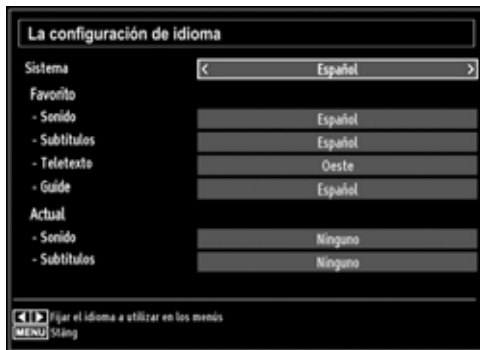 La configuración de idioma
Sistema < Español >
Favorito
- Sonido Español
- Subtítulos Español
- Teletexto Oeste
- Guide Español
Actual
- Sonido Ninguno
- Subtítulos Ninguno
Fijar el idioma a utilizar en los menús
MENU Stäng